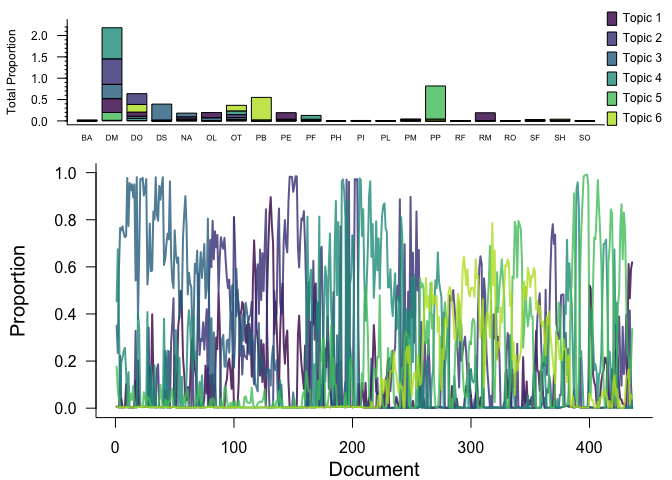 Total Proportion
2.0
1.5
1.0
0.5
0.0
BA DM DO DS NA OL OT PB PE PF PH PI PL PM PP RF RM RO SF SH SO
Topic 1
Topic 2
Topic 3
Topic 4
Topic 5
Topic 6
Proportion
1.0
0.8
0.6
0.4
0.2
0.0
0 100 200 300 400
Document